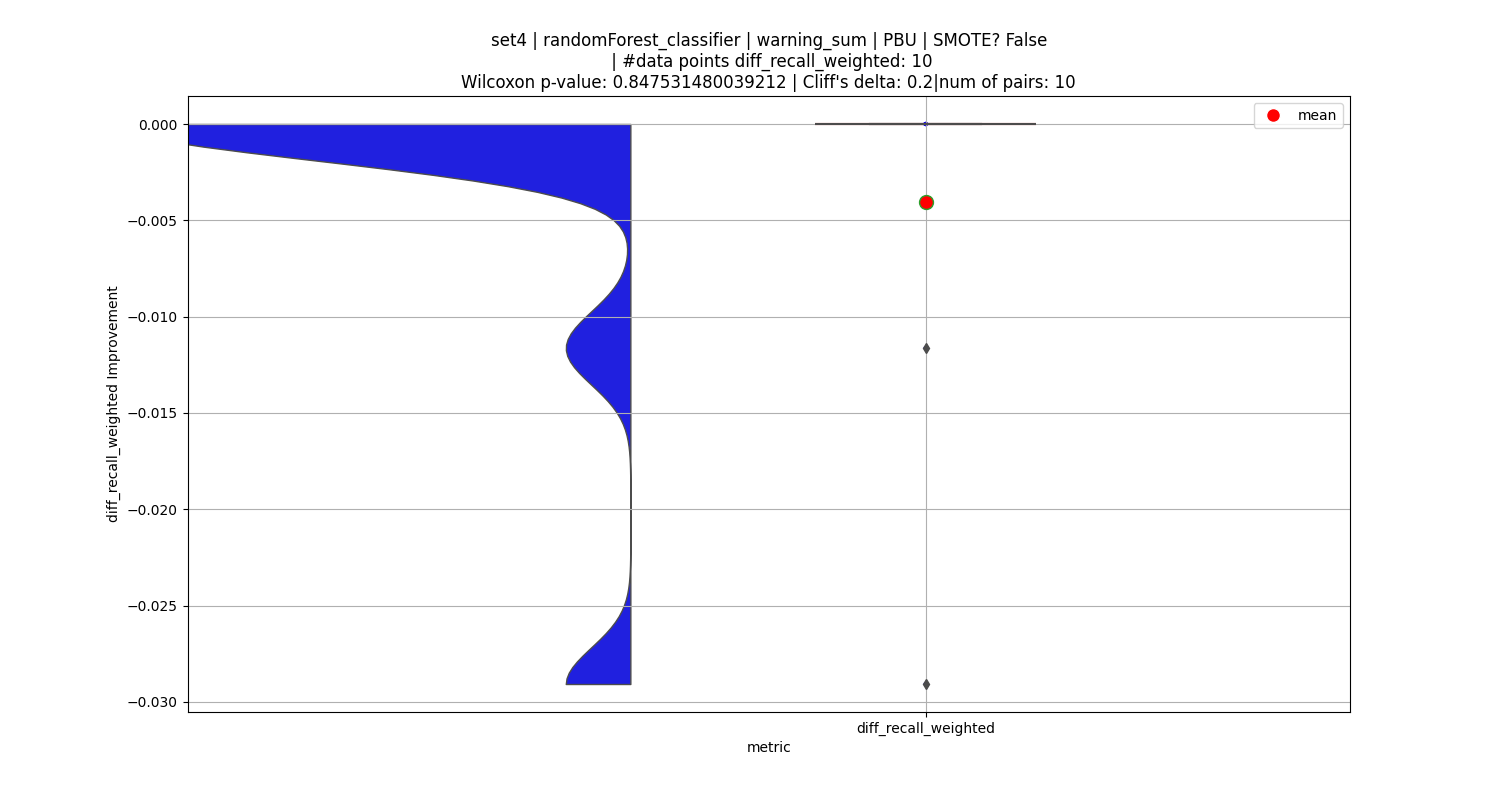 set4 | randomForest_classifier | warning_sum | PBU | SMOTE? False
| #data points diff_recall_weighted: 10
Wilcoxon p-value: 0.847531480039212 | Cliff's delta: 0.2|num of pairs: 10
mean
0.000
−0.005
−0.010
−0.015
−0.020
−0.025
−0.030
diff_recall_weighted Improvement
diff_recall_weighted
metric